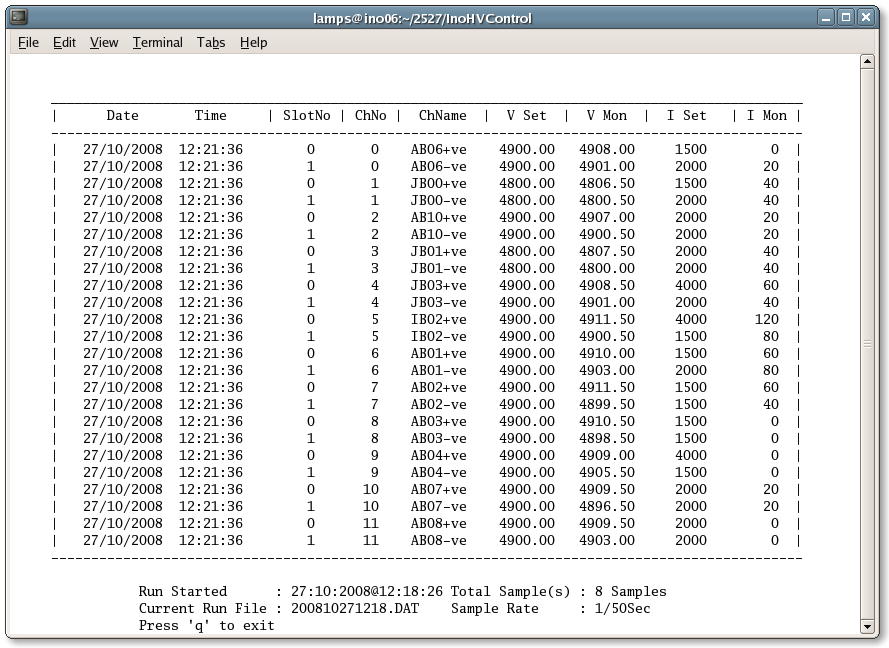 lamps@ino06:~/2527/InoHVControl
File Edit View Terminal Tabs Help
| Date Time | SlotNo | ChNo | ChName | V Set | V Mon | I Set | I Mon |
| 27/10/2008 12:21:36 0 0 AB06+ve 4900.00 4908.00 1500 0 |
| 27/10/2008 12:21:36 1 0 AB06-ve 4900.00 4901.00 2000 20 |
| 27/10/2008 12:21:36 0 1 JB00+ve 4800.00 4806.50 1500 40 |
| 27/10/2008 12:21:36 1 1 JB00-ve 4800.00 4800.50 2000 40 |
| 27/10/2008 12:21:36 0 2 AB10+ve 4900.00 4907.00 2000 20 |
| 27/10/2008 12:21:36 1 2 AB10-ve 4900.00 4900.50 2000 20 |
| 27/10/2008 12:21:36 0 3 JB01+ve 4800.00 4807.50 1500 40 |
| 27/10/2008 12:21:36 1 3 JB01-ve 4800.00 4800.00 2000 40 |
| 27/10/2008 12:21:36 0 4 JB03+ve 4900.00 4908.50 4000 60 |
| 27/10/2008 12:21:36 1 4 JB03-ve 4900.00 4901.00 2000 40 |
| 27/10/2008 12:21:36 0 5 IB02+ve 4900.00 4911.50 4000 120 |
| 27/10/2008 12:21:36 1 5 IB02-ve 4900.00 4900.50 1500 80 |
| 27/10/2008 12:21:36 0 6 AB01+ve 4900.00 4910.00 1500 60 |
| 27/10/2008 12:21:36 1 6 AB01-ve 4900.00 4903.00 2000 80 |
| 27/10/2008 12:21:36 0 7 AB02+ve 4900.00 4911.50 1500 60 |
| 27/10/2008 12:21:36 1 7 AB02-ve 4900.00 4899.50 1500 40 |
| 27/10/2008 12:21:36 0 8 AB03+ve 4900.00 4910.50 1500 0 |
| 27/10/2008 12:21:36 1 8 AB03-ve 4900.00 4898.50 1500 0 |
| 27/10/2008 12:21:36 0 9 AB04+ve 4900.00 4909.00 4000 0 |
| 27/10/2008 12:21:36 1 9 AB04-ve 4900.00 4905.50 1500 0 |
| 27/10/2008 12:21:36 0 10 AB07+ve 4900.00 4909.50 2000 20 |
| 27/10/2008 12:21:36 1 10 AB07-ve 4900.00 4896.50 2000 20 |
| 27/10/2008 12:21:36 0 11 AB08+ve 4900.00 4909.50 2000 0 |
| 27/10/2008 12:21:36 1 11 AB08-ve 4900.00 4903.00 2000 0 |
Run Started : 27:10:2008@12:18:26 Total Sample(s) : 8 Samples
Current Run File : 200810271218.DAT Sample Rate : 1/50Sec
Press 'q' to exit